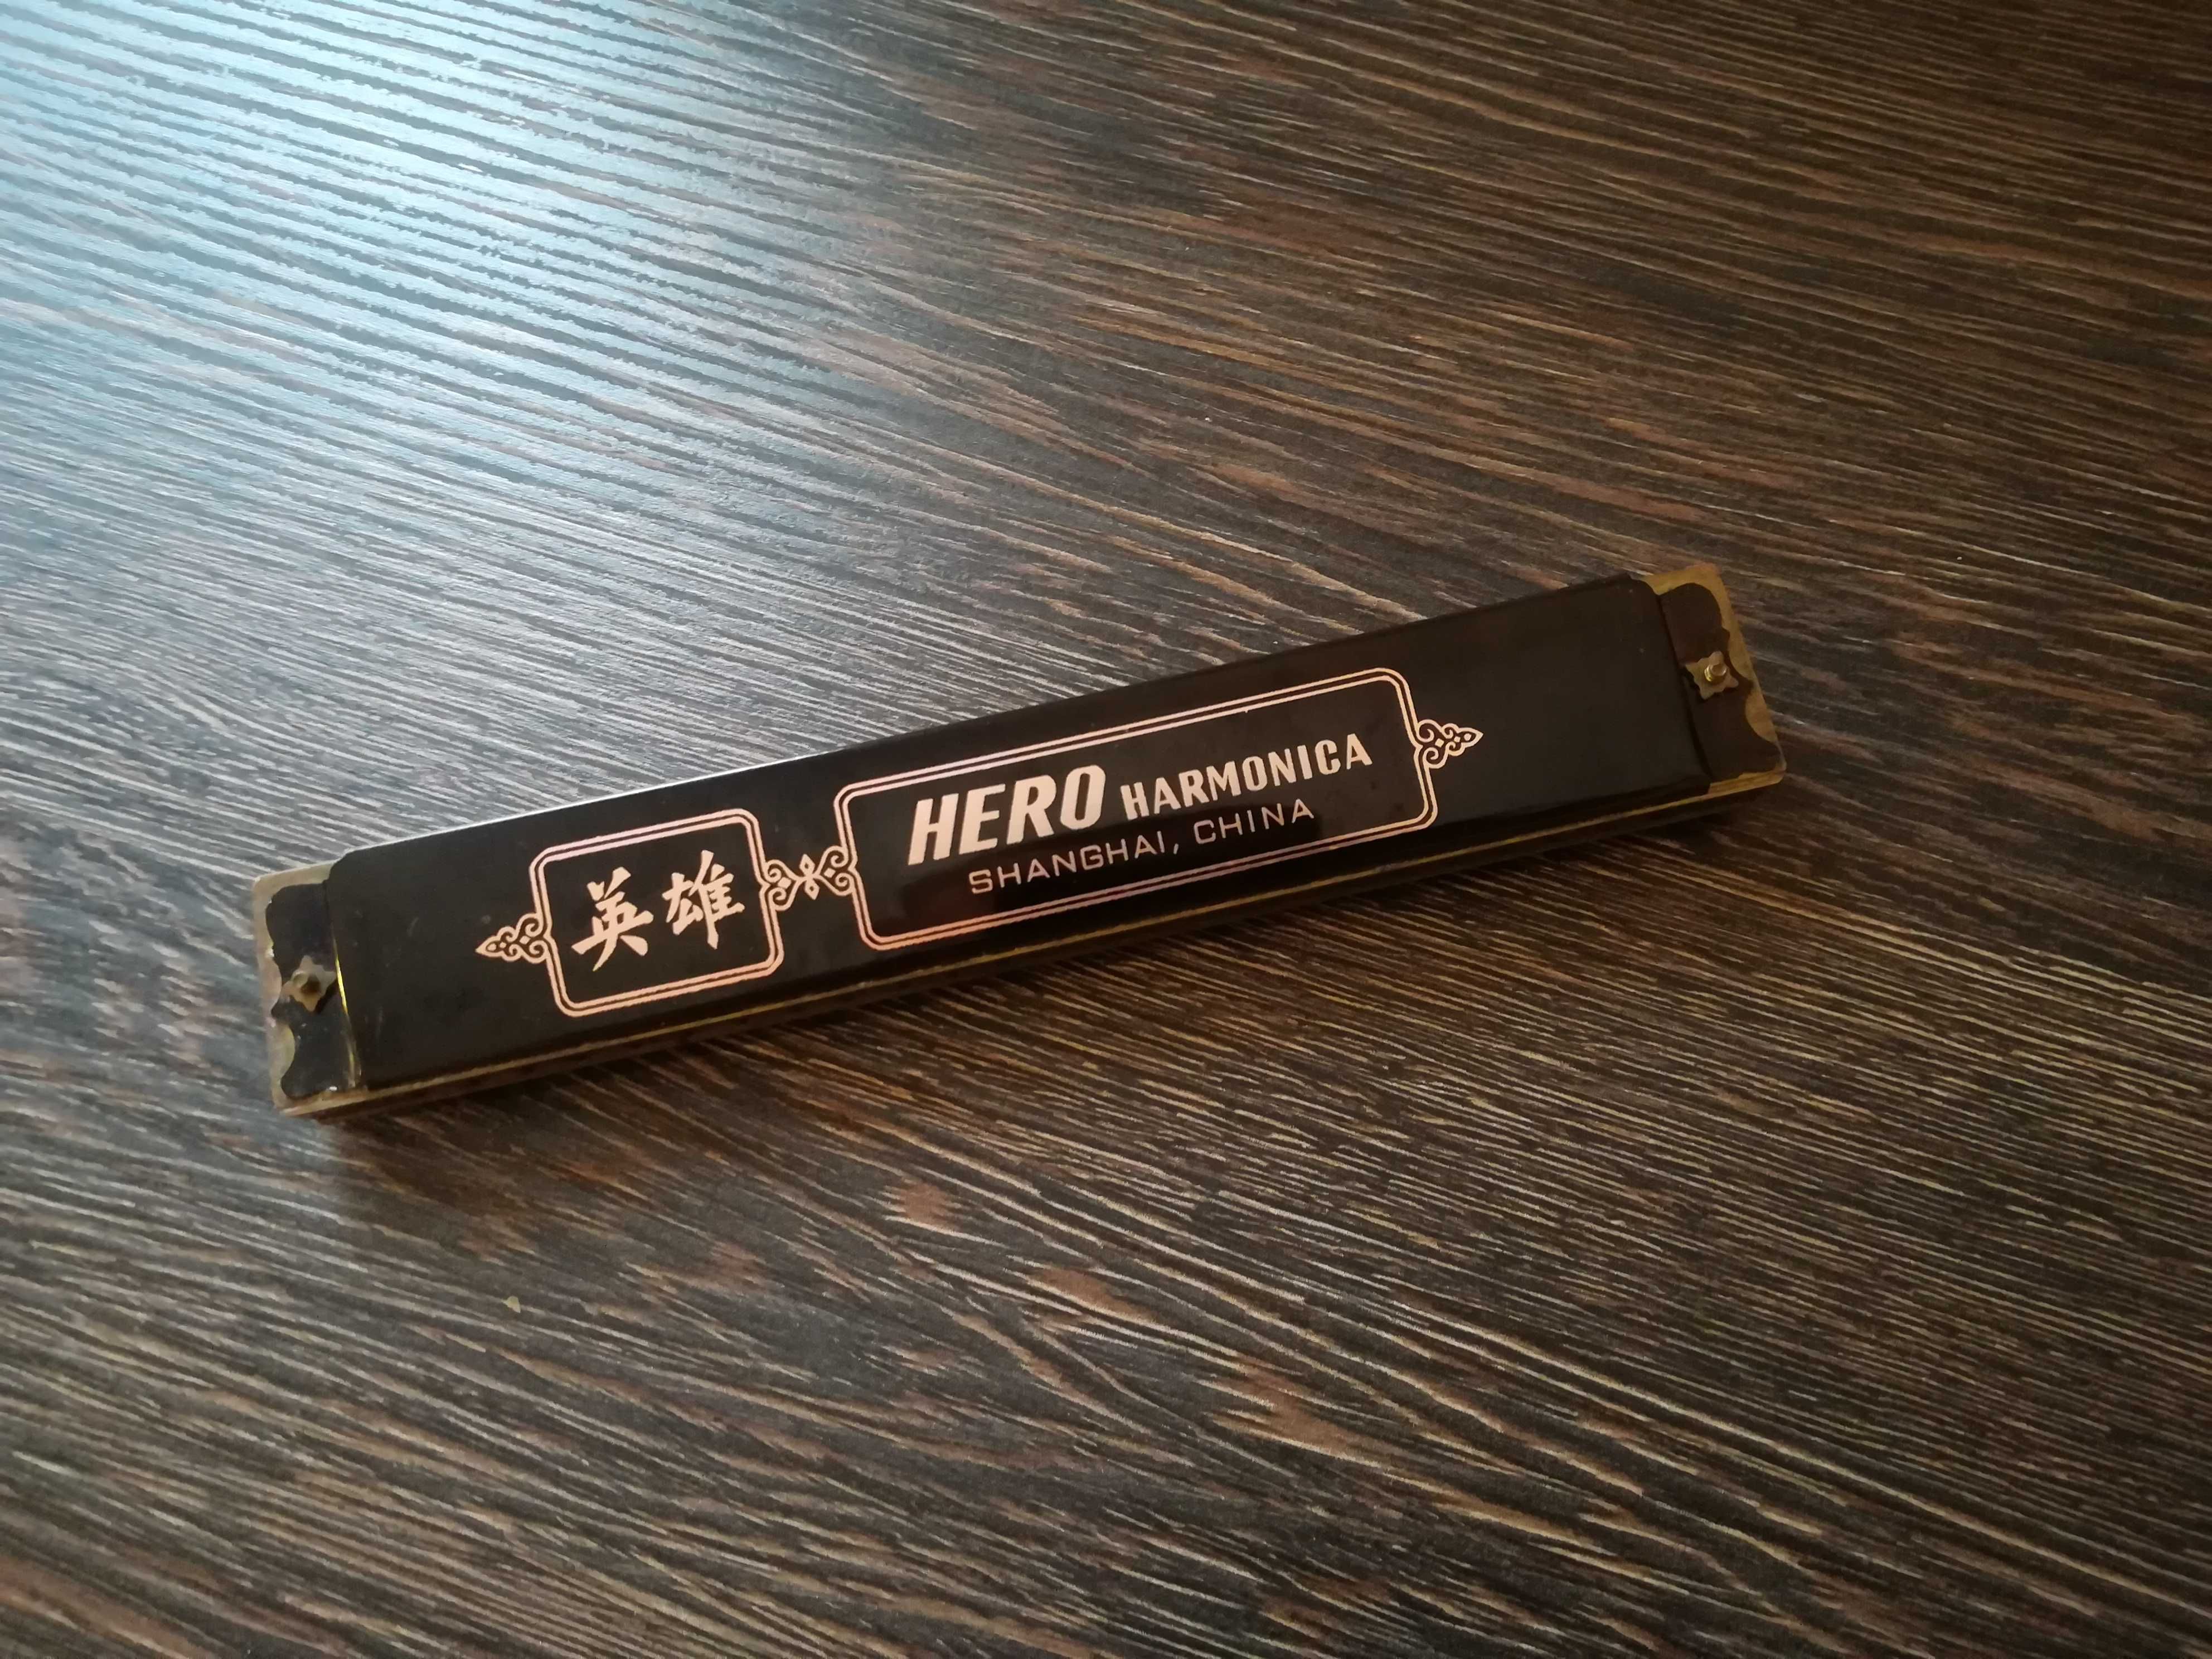 英雄
HERO HARMONICA
SHANGHAI, CHINA